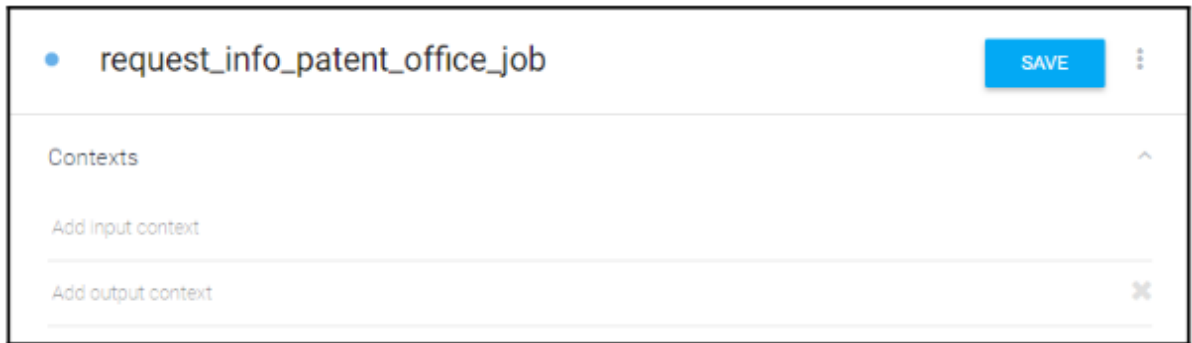 request_info_patent_office_job
SAVE
Contexts
Add input context
Add output context